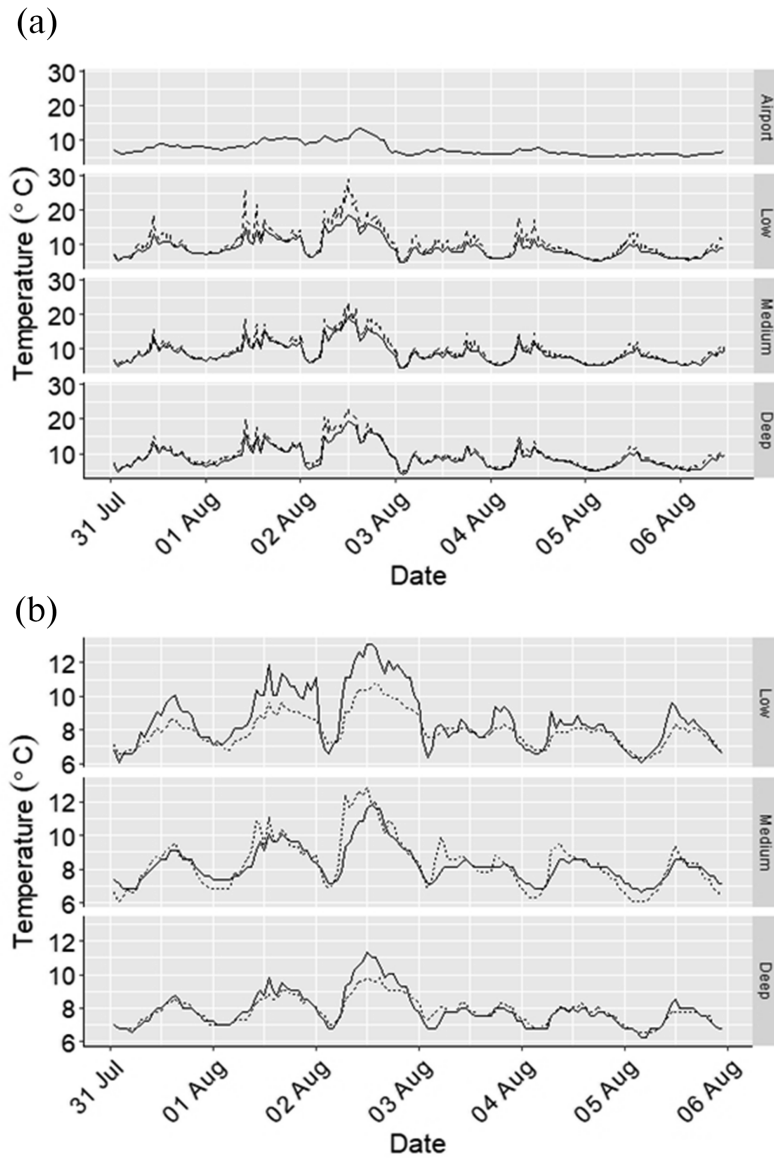 (a)
30
20
10
Airport
30
20
10
Low
30
20
10
Medium
30
20
10
Deep
Temperature (°C)
31 Jul
01 Aug
02 Aug
03 Aug
04 Aug
05 Aug
06 Aug
Date
(b)
12
10
8
6
Low
12
10
8
6
Medium
12
10
8
6
Deep
Temperature (°C)
31 Jul
01 Aug
02 Aug
03 Aug
04 Aug
05 Aug
06 Aug
Date